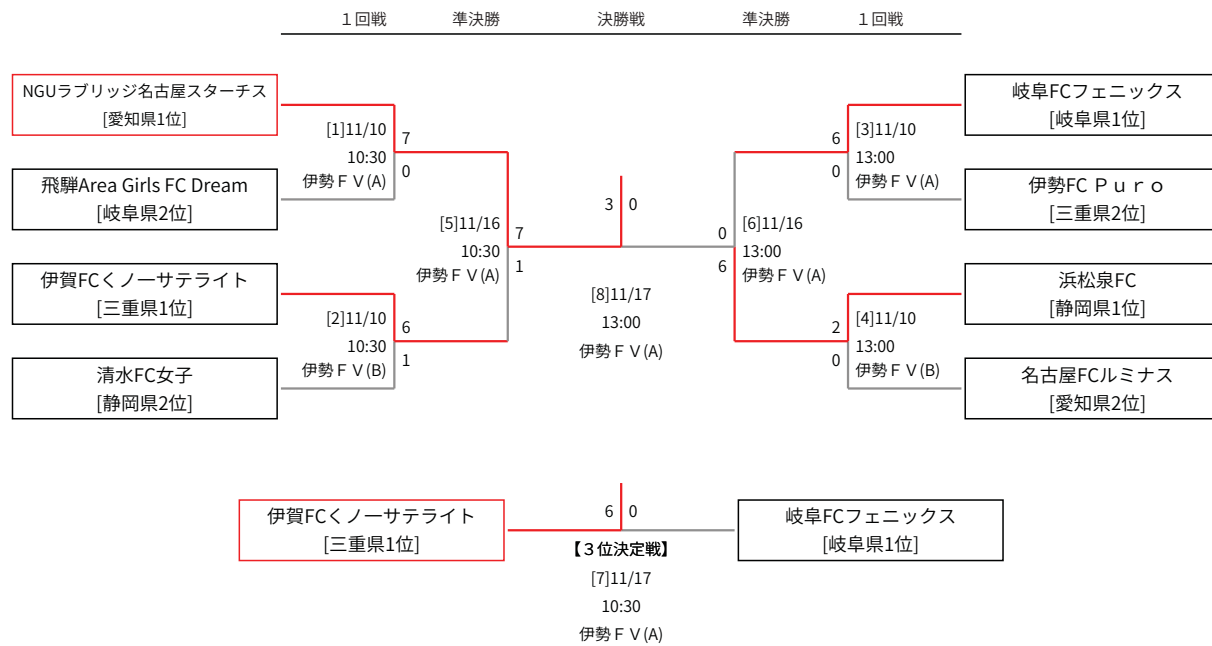 １回戦 準決勝 決勝戦 準決勝 １回戦
NGUラブリッジ名古屋スターチス
[愛知県1位]
飛騨Area Girls FC Dream
[岐阜県2位]
伊賀FCくノ一サテライト
[三重県1位]
清水FC女子
[静岡県2位]
[1]11/10
10:30
伊勢ＦＶ(A)
7
0
[2]11/10
10:30
伊勢ＦＶ(B)
6
1
[5]11/16
10:30
伊勢ＦＶ(A)
7
1
3 0
[8]11/17
13:00
伊勢ＦＶ(A)
0
6
[6]11/16
13:00
伊勢ＦＶ(A)
6
0
[3]11/10
13:00
伊勢ＦＶ(A)
2
0
[4]11/10
13:00
伊勢ＦＶ(B)
岐阜FCフェニックス
[岐阜県1位]
伊勢FC Ｐｕｒｏ
[三重県2位]
浜松泉FC
[静岡県1位]
名古屋FCルミナス
[愛知県2位]
伊賀FCくノ一サテライト
[三重県1位]
6 0
岐阜FCフェニックス
[岐阜県1位]
【３位決定戦】
[7]11/17
10:30
伊勢ＦＶ(A)